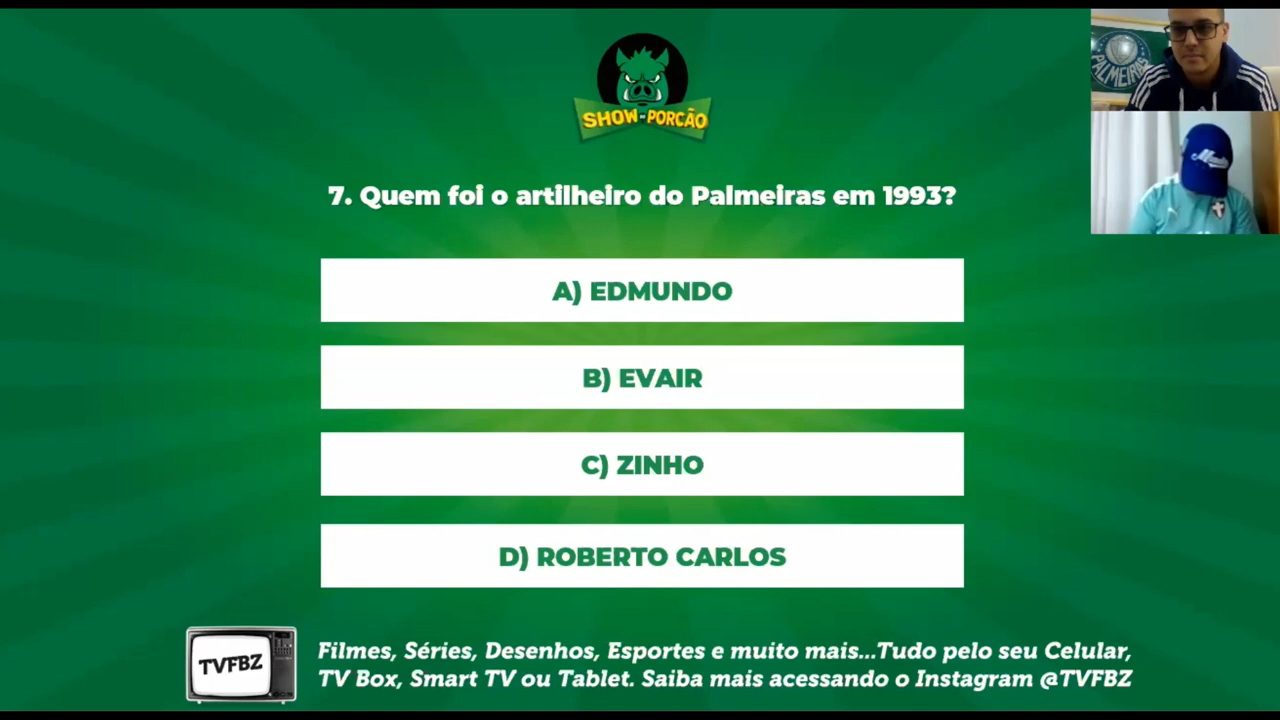 SHOW DO PORCÃO
PALMEIRAS
7. Quem foi o artilheiro do Palmeiras em 1993?
A) EDMUNDO
B) EVAIR
C) ZINHO
D) ROBERTO CARLOS
TVFBZ
Filmes, Séries, Desenhos, Esportes e muito mais...Tudo pelo seu Celular,
TV Box, Smart TV ou Tablet. Saiba mais acessando o Instagram @TVFBZ